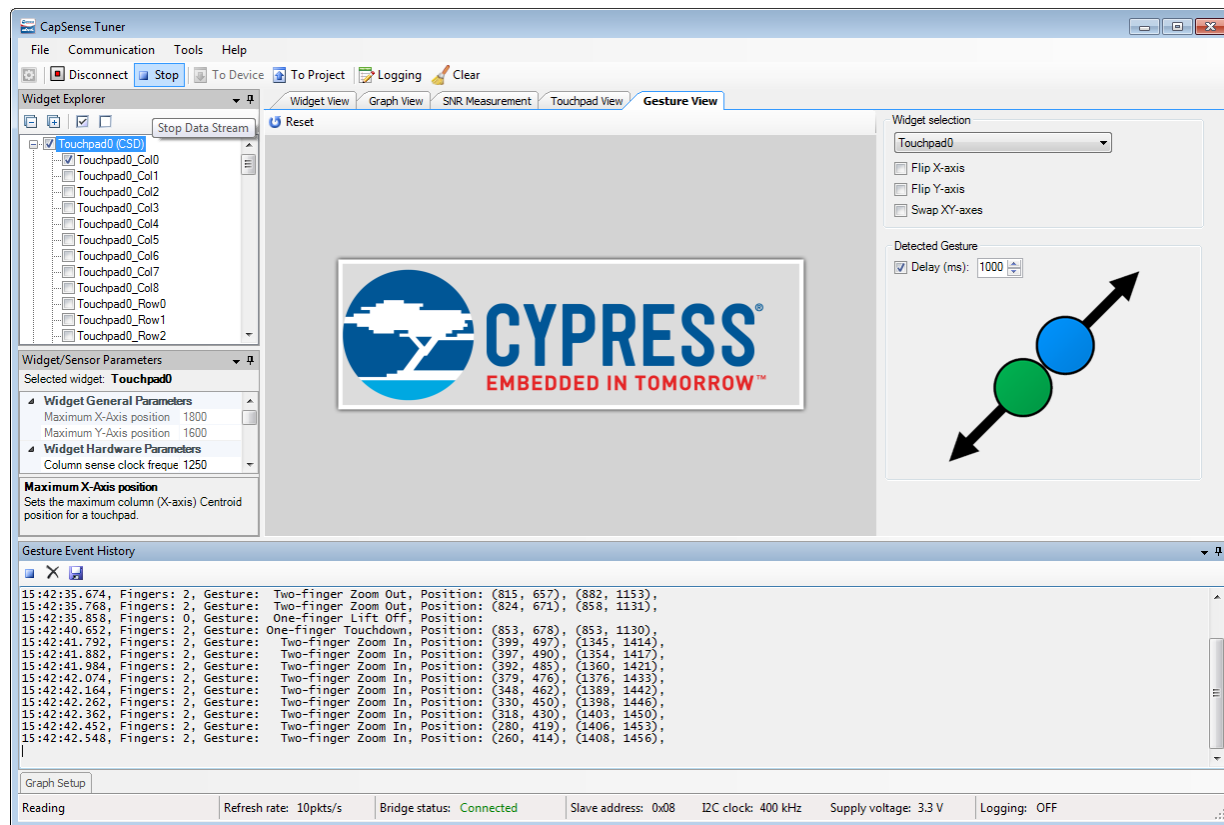 CapSense Tuner
File Communication Tools Help
Disconnect Stop To Device To Project Logging Clear
Widget Explorer
Stop Data Stream
Touchpad0 (CSD)
Touchpad0_Col0
Touchpad0_Col1
Touchpad0_Col2
Touchpad0_Col3
Touchpad0_Col4
Touchpad0_Col5
Touchpad0_Col6
Touchpad0_Col7
Touchpad0_Col8
Touchpad0_Row0
Touchpad0_Row1
Touchpad0_Row2
Widget/Sensor Parameters
Selected widget: Touchpad0
Widget General Parameters
Maximum X-Axis position 1800
Maximum Y-Axis position 1600
Widget Hardware Parameters
Column sense clock freque 1250
Maximum X-Axis position
Sets the maximum column (X-axis) Centroid
position for a touchpad.
Widget View Graph View SNR Measurement Touchpad View Gesture View
Reset
CYPRESS®
EMBEDDED IN TOMORROW™
Widget selection
Touchpad0
Flip X-axis
Flip Y-axis
Swap XY-axes
Detected Gesture
Delay (ms): 1000
Gesture Event History
15:42:35.674, Fingers: 2, Gesture: Two-finger Zoom Out, Position: (815, 657), (882, 1153),
15:42:35.768, Fingers: 2, Gesture: Two-finger Zoom Out, Position: (824, 671), (858, 1131),
15:42:35.858, Fingers: 0, Gesture: One-finger Lift Off, Position:
15:42:40.652, Fingers: 2, Gesture: One-finger Touchdown, Position: (853, 678), (853, 1130),
15:42:41.792, Fingers: 2, Gesture: Two-finger Zoom In, Position: (399, 497), (1345, 1414),
15:42:41.882, Fingers: 2, Gesture: Two-finger Zoom In, Position: (397, 490), (1354, 1417),
15:42:41.984, Fingers: 2, Gesture: Two-finger Zoom In, Position: (392, 485), (1360, 1421),
15:42:42.074, Fingers: 2, Gesture: Two-finger Zoom In, Position: (379, 476), (1376, 1433),
15:42:42.164, Fingers: 2, Gesture: Two-finger Zoom In, Position: (348, 462), (1389, 1442),
15:42:42.262, Fingers: 2, Gesture: Two-finger Zoom In, Position: (330, 450), (1398, 1446),
15:42:42.362, Fingers: 2, Gesture: Two-finger Zoom In, Position: (318, 430), (1403, 1450),
15:42:42.452, Fingers: 2, Gesture: Two-finger Zoom In, Position: (280, 419), (1406, 1453),
15:42:42.548, Fingers: 2, Gesture: Two-finger Zoom In, Position: (260, 414), (1408, 1456),
Graph Setup
Reading Refresh rate: 10pkts/s Bridge status: Connected Slave address: 0x08 I2C clock: 400 kHz Supply voltage: 3.3 V Logging: OFF